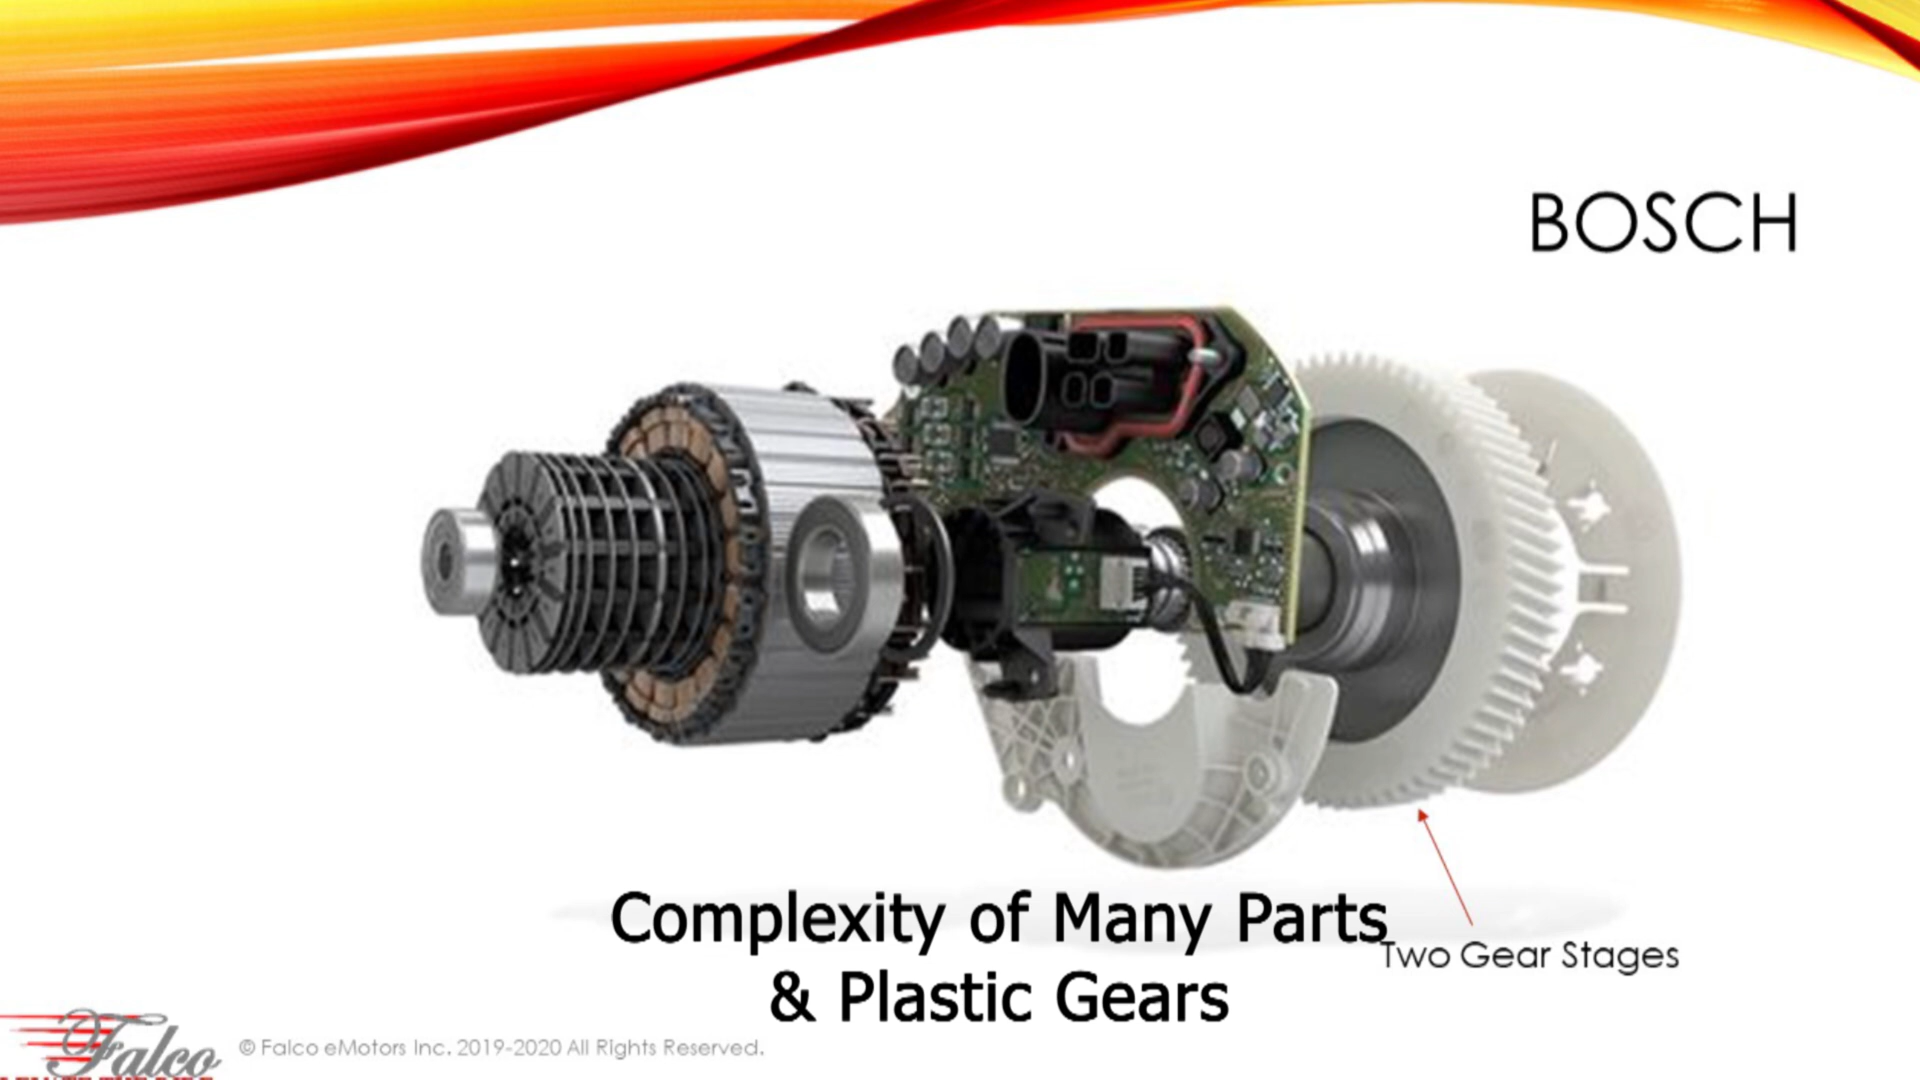 BOSCH
Complexity of Many Parts
& Plastic Gears
Two Gear Stages
Falco
© Falco eMotors Inc. 2019-2020 All Rights Reserved.